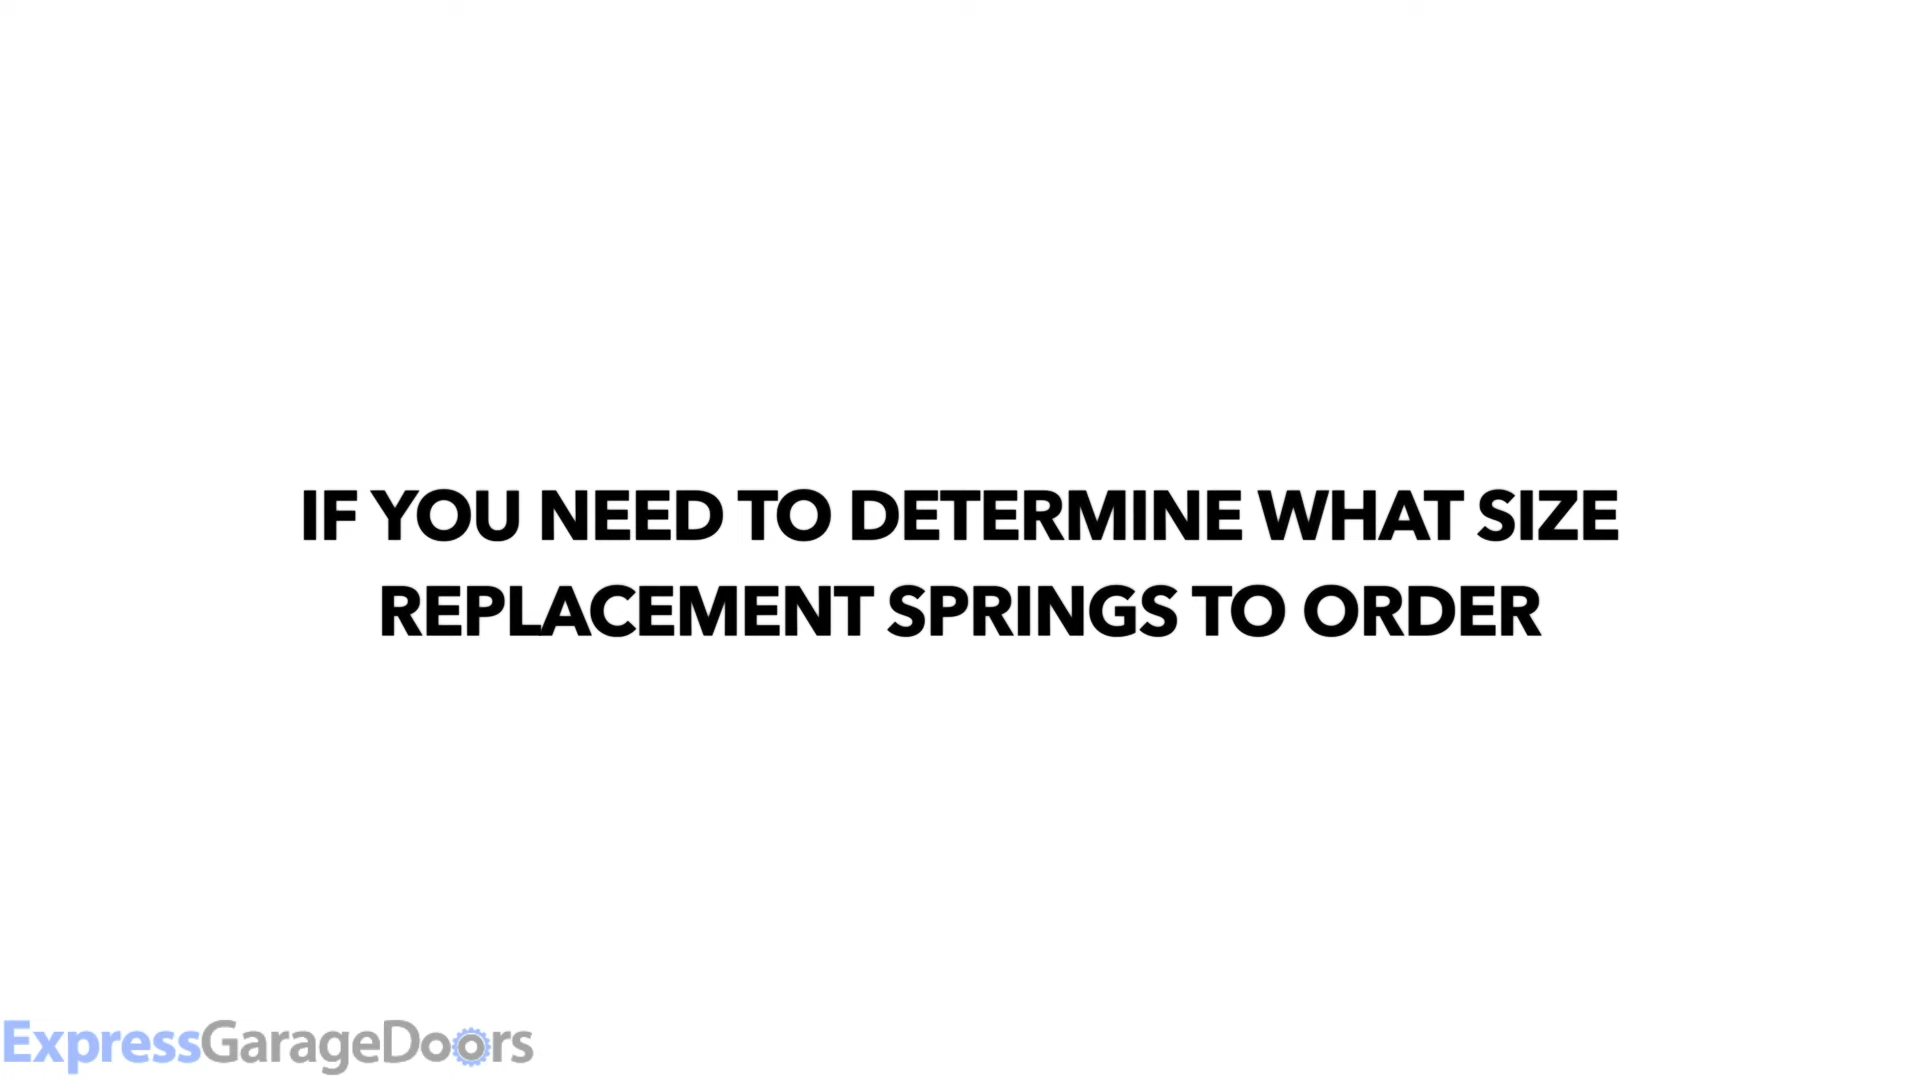 IF YOU NEED TO DETERMINE WHAT SIZE
REPLACEMENT SPRINGS TO ORDER
ExpressGarageDoors